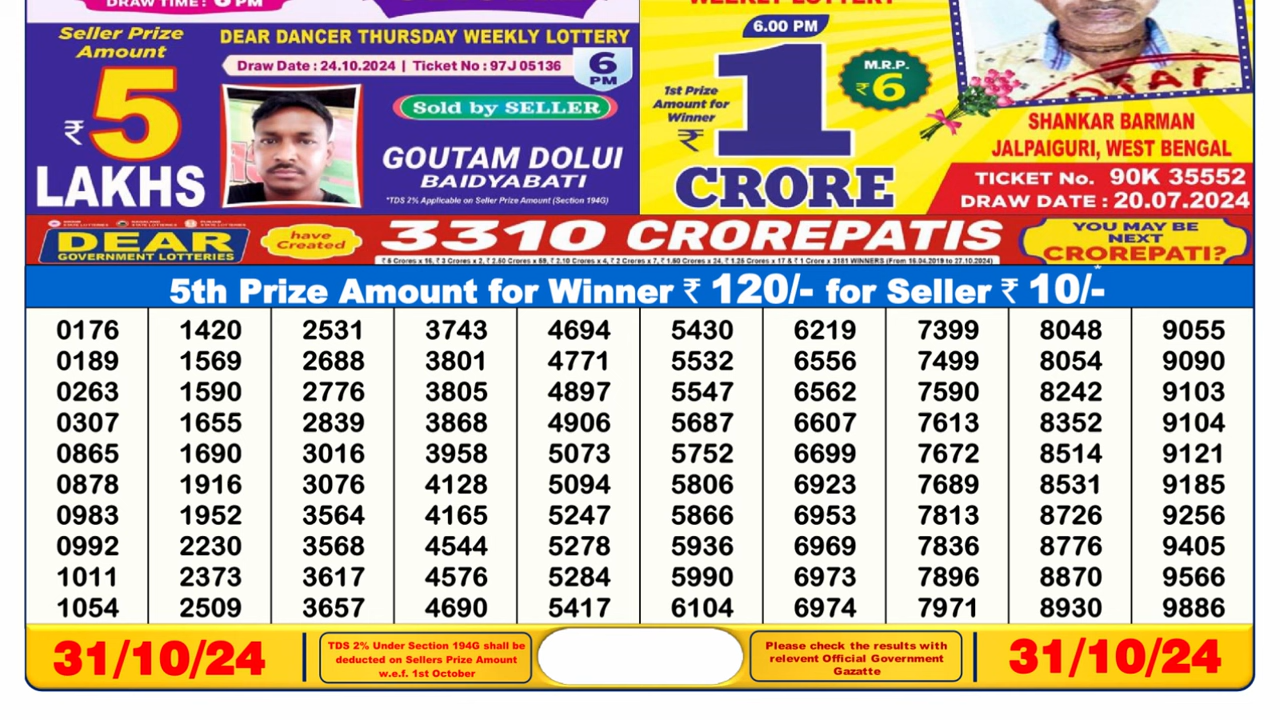 DRAW TIME: 6 PM
Seller Prize
Amount
₹5
LAKHS
DEAR DANCER THURSDAY WEEKLY LOTTERY
Draw Date : 24.10.2024 | Ticket No : 97J 05136
6
PM
Sold by SELLER
GOUTAM DOLUI
BAIDYABATI
*TDS 2% Applicable on Seller Prize Amount (Section 194G)
WEEKLY LOTTERY
6.00 PM
1st Prize
Amount for
Winner
₹
1
CRORE
M.R.P.
₹6
SHANKAR BARMAN
JALPAIGURI, WEST BENGAL
TICKET No. 90K 35552
DRAW DATE : 20.07.2024
DEAR
GOVERNMENT LOTTERIES
have
Created
3310 CROREPATIS
YOU MAY BE
NEXT
CROREPATI?
5th Prize Amount for Winner ₹ 120/- for Seller ₹ 10/-
0176 1420 2531 3743 4694 5430 6219 7399 8048 9055
0189 1569 2688 3801 4771 5532 6556 7499 8054 9090
0263 1590 2776 3805 4897 5547 6562 7590 8242 9103
0307 1655 2839 3868 4906 5687 6607 7613 8352 9104
0865 1690 3016 3958 5073 5752 6699 7672 8514 9121
0878 1916 3076 4128 5094 5806 6923 7689 8531 9185
0983 1952 3564 4165 5247 5866 6953 7813 8726 9256
0992 2230 3568 4544 5278 5936 6969 7836 8776 9405
1011 2373 3617 4576 5284 5990 6973 7896 8870 9566
1054 2509 3657 4690 5417 6104 6974 7971 8930 9886
31/10/24
TDS 2% Under Section 194G shall be
deducted on Sellers Prize Amount
w.e.f. 1st October
Please check the results with
relevent Official Government
Gazatte
31/10/24